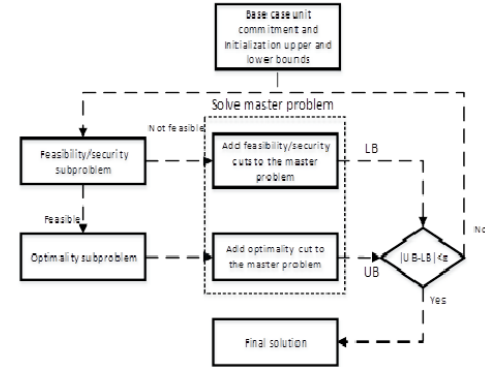 Base case unit
commitment and
initialization upper and
lower bounds
Solve master problem
Not feasible
Feasibility/security
subproblem
Add feasibility/security
cuts to the master
problem
LB
Feasible
No
Optimality subproblem
Add optimality cut to
the master problem
UB
|UB-LB|<ε
Yes
Final solution